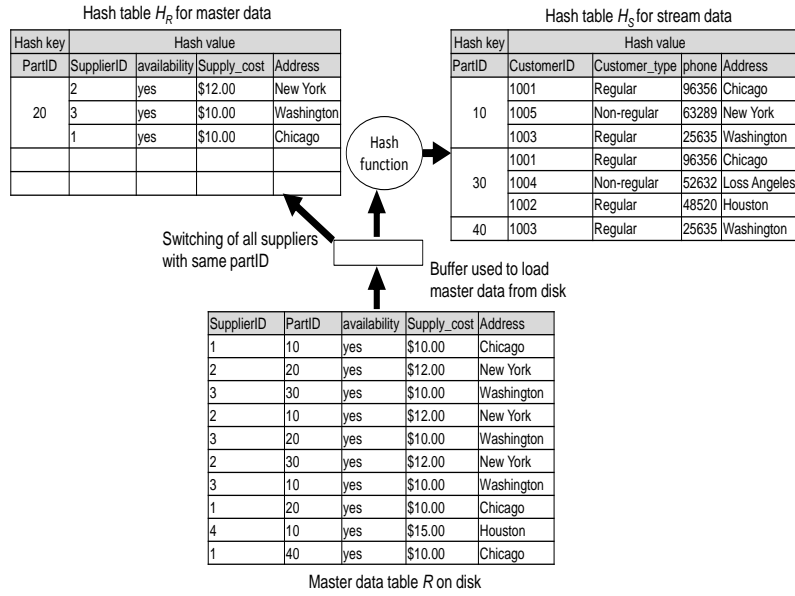 Hash table HR for master data
Hash key Hash value
PartID SupplierID availability Supply_cost Address
20
2 yes $12.00 New York
3 yes $10.00 Washington
1 yes $10.00 Chicago
Hash table HS for stream data
Hash key Hash value
PartID CustomerID Customer_type phone Address
10
1001 Regular 96356 Chicago
1005 Non-regular 63289 New York
1003 Regular 25635 Washington
30
1001 Regular 96356 Chicago
1004 Non-regular 52632 Loss Angeles
1002 Regular 48520 Houston
40 1003 Regular 25635 Washington
Hash
function
Switching of all suppliers
with same partID
Buffer used to load
master data from disk
SupplierID PartID availability Supply_cost Address
1 10 yes $10.00 Chicago
2 20 yes $12.00 New York
3 30 yes $10.00 Washington
2 10 yes $12.00 New York
3 20 yes $10.00 Washington
2 30 yes $12.00 New York
3 10 yes $10.00 Washington
1 20 yes $10.00 Chicago
4 10 yes $15.00 Houston
1 40 yes $10.00 Chicago
Master data table R on disk